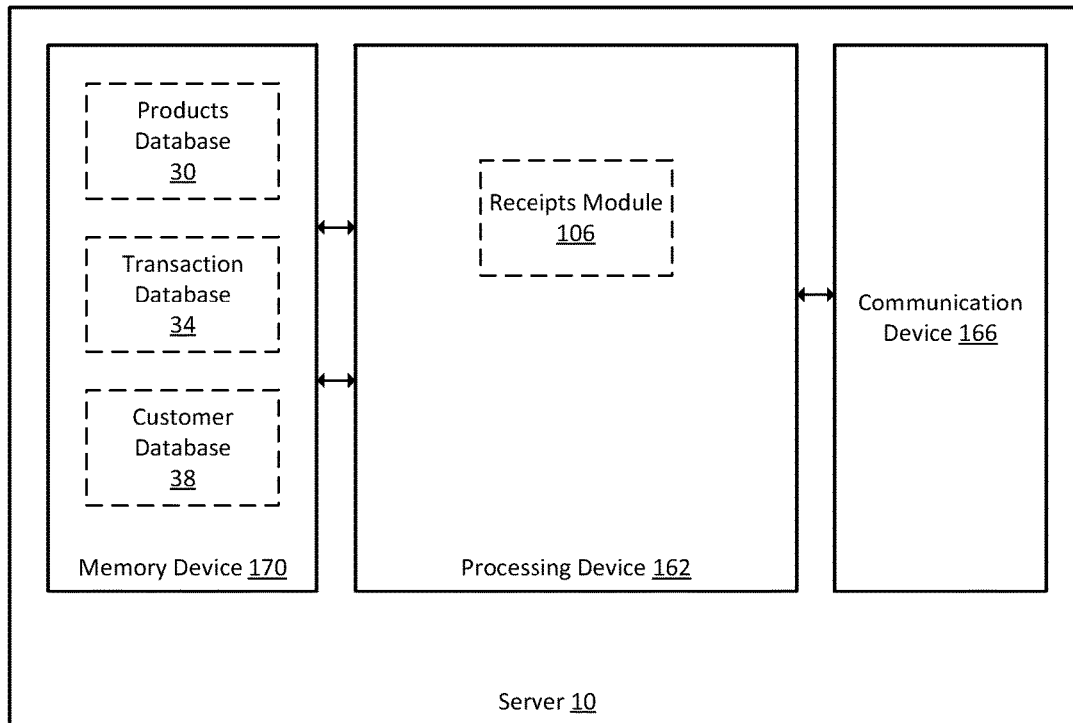 Products
Database
30
Transaction
Database
34
Customer
Database
38
Memory Device 170
Receipts Module
106
Processing Device 162
Communication
Device 166
Server 10